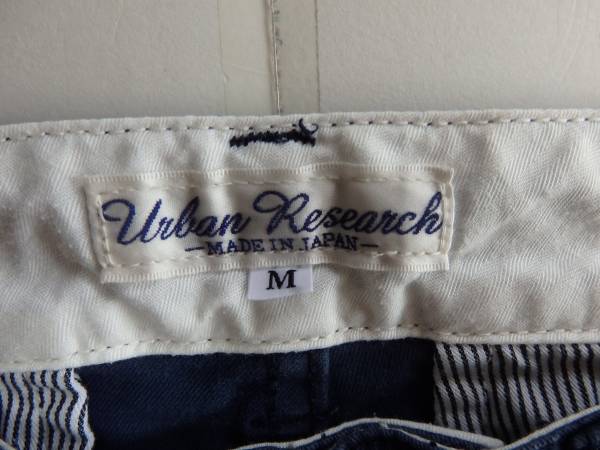 Urban Research
—MADE IN JAPAN—
M